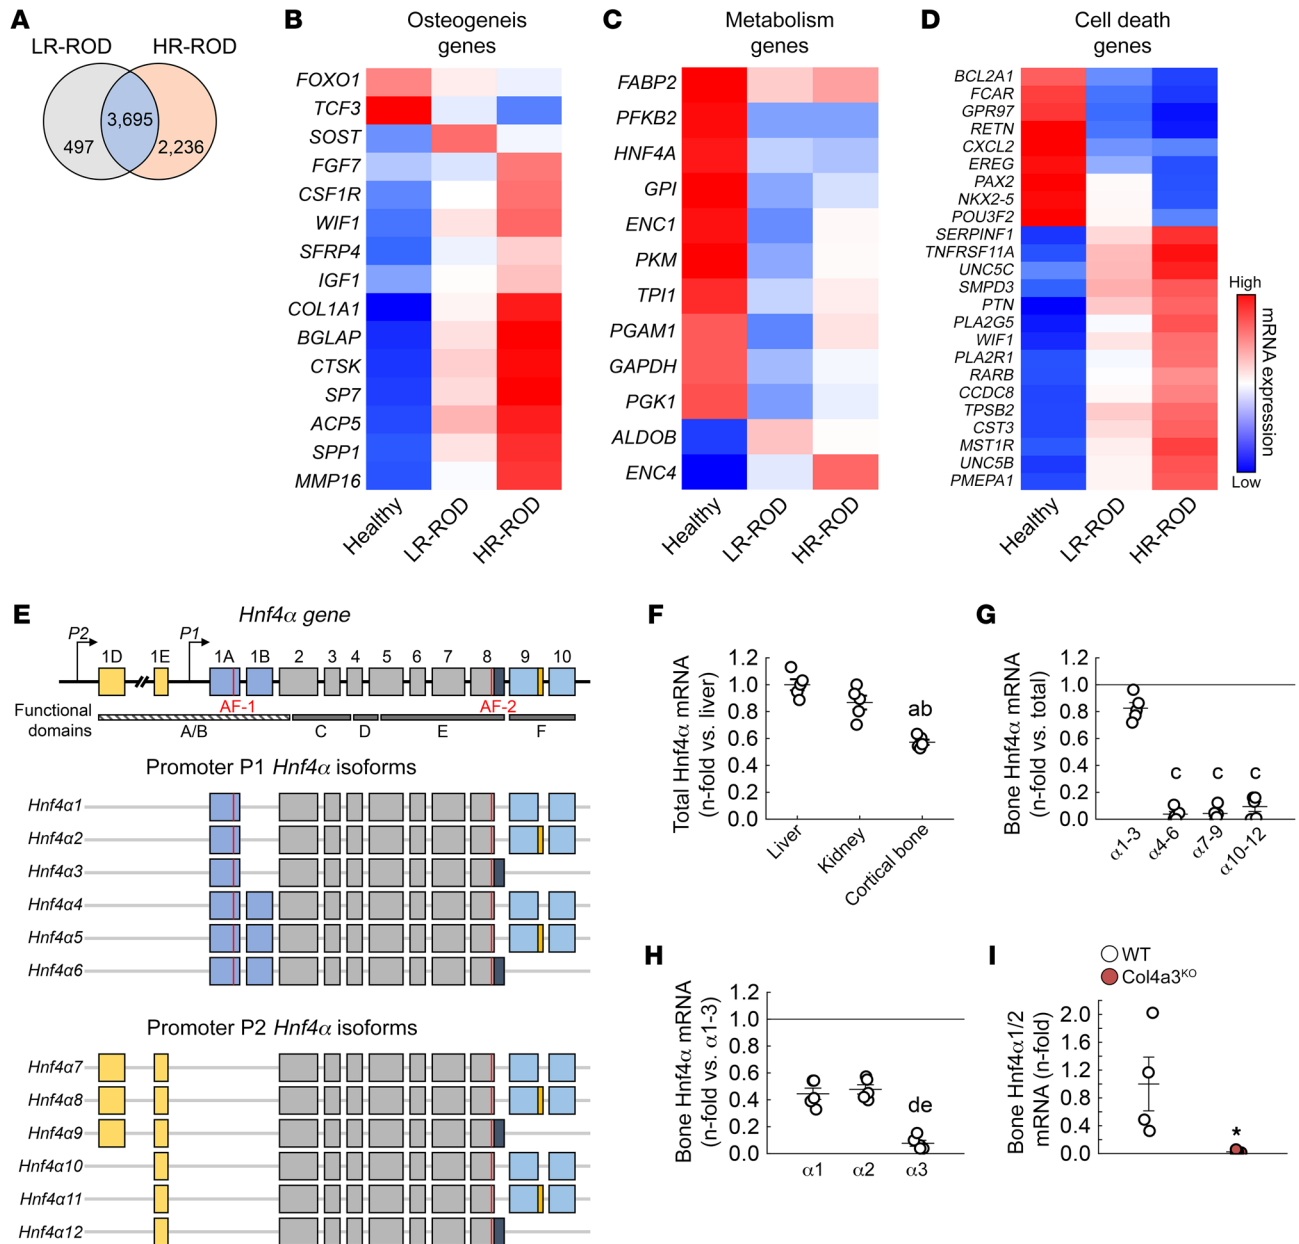 A
LR-ROD HR-ROD
3,695
497
2,236
B
Osteogeneis
genes
FOXO1
TCF3
SOST
FGF7
CSF1R
WIF1
SFRP4
IGF1
COL1A1
BGLAP
CTSK
SP7
ACP5
SPP1
MMP16
Healthy
LR-ROD
HR-ROD
C
Metabolism
genes
FABP2
PFKB2
HNF4A
GPI
ENC1
PKM
TPI1
PGAM1
GAPDH
PGK1
ALDOB
ENC4
Healthy
LR-ROD
HR-ROD
D
Cell death
genes
BCL2A1
FCAR
GPR97
RETN
CXCL2
EREG
PAX2
NKX2-5
POU3F2
SERPINF1
TNFRSF11A
UNC5C
SMPD3
PTN
PLA2G5
WIF1
PLA2R1
RARB
CCDC8
TPSB2
CST3
MST1R
UNC5B
PMEPA1
Healthy
LR-ROD
HR-ROD
High
mRNA expression
Low
E
Hnf4α gene
P2 P1
1D 1E 1A 1B 2 3 4 5 6 7 8 9 10
AF-1 AF-2
Functional
domains
A/B C D E F
Promoter P1 Hnf4α isoforms
Hnf4α1
Hnf4α2
Hnf4α3
Hnf4α4
Hnf4α5
Hnf4α6
Promoter P2 Hnf4α isoforms
Hnf4α7
Hnf4α8
Hnf4α9
Hnf4α10
Hnf4α11
Hnf4α12
F
Total Hnf4α mRNA
(n-fold vs. liver)
1.2
1.0
0.8
0.6
0.4
0.2
0.0
ab
Liver
Kidney
Cortical bone
G
Bone Hnf4α mRNA
(n-fold vs. total)
1.2
1.0
0.8
0.6
0.4
0.2
0.0
c c c
α1-3
α4-6
α7-9
α10-12
H
Bone Hnf4α mRNA
(n-fold vs. α1-3)
1.2
1.0
0.8
0.6
0.4
0.2
0.0
de
α1 α2 α3
I
WT
Col4a3KO
Bone Hnf4α1/2
mRNA (n-fold)
2.0
1.6
1.2
0.8
0.4
0.0
*